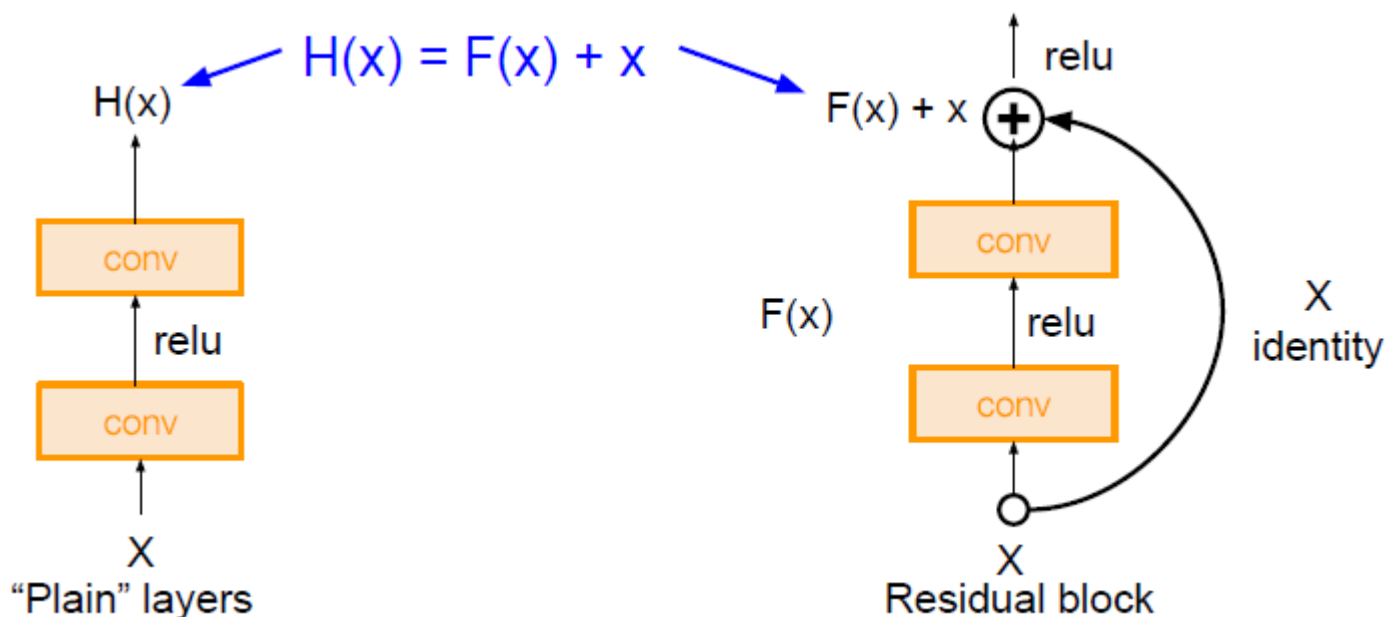 H(x) = F(x) + x
H(x)
conv
relu
conv
X
“Plain” layers
relu
F(x) + x
conv
F(x)
relu
X
identity
conv
X
Residual block